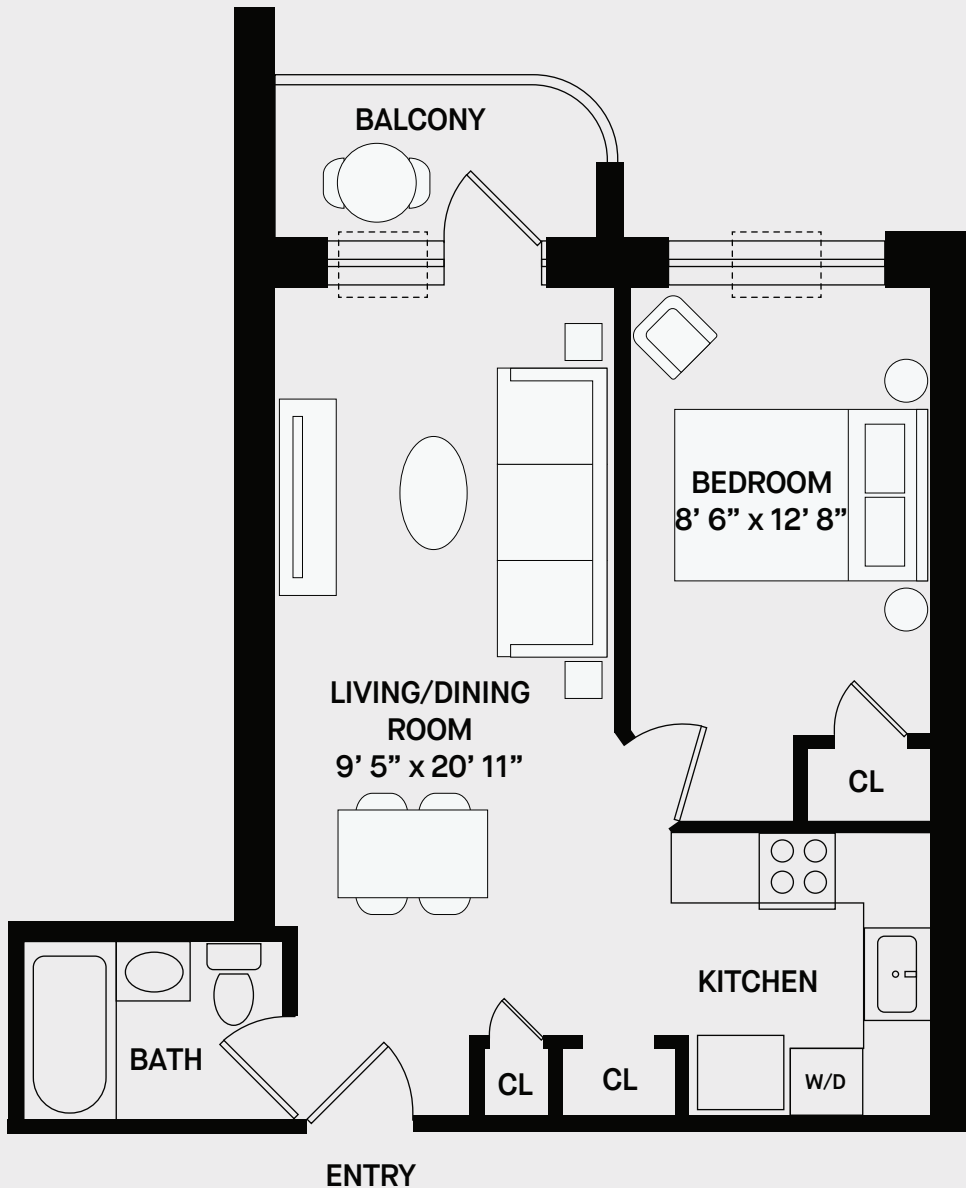 BALCONY
BEDROOM
8’ 6” x 12’ 8”
LIVING/DINING
ROOM
9’ 5” x 20’ 11”
CL
KITCHEN
BATH
CL
CL
W/D
ENTRY